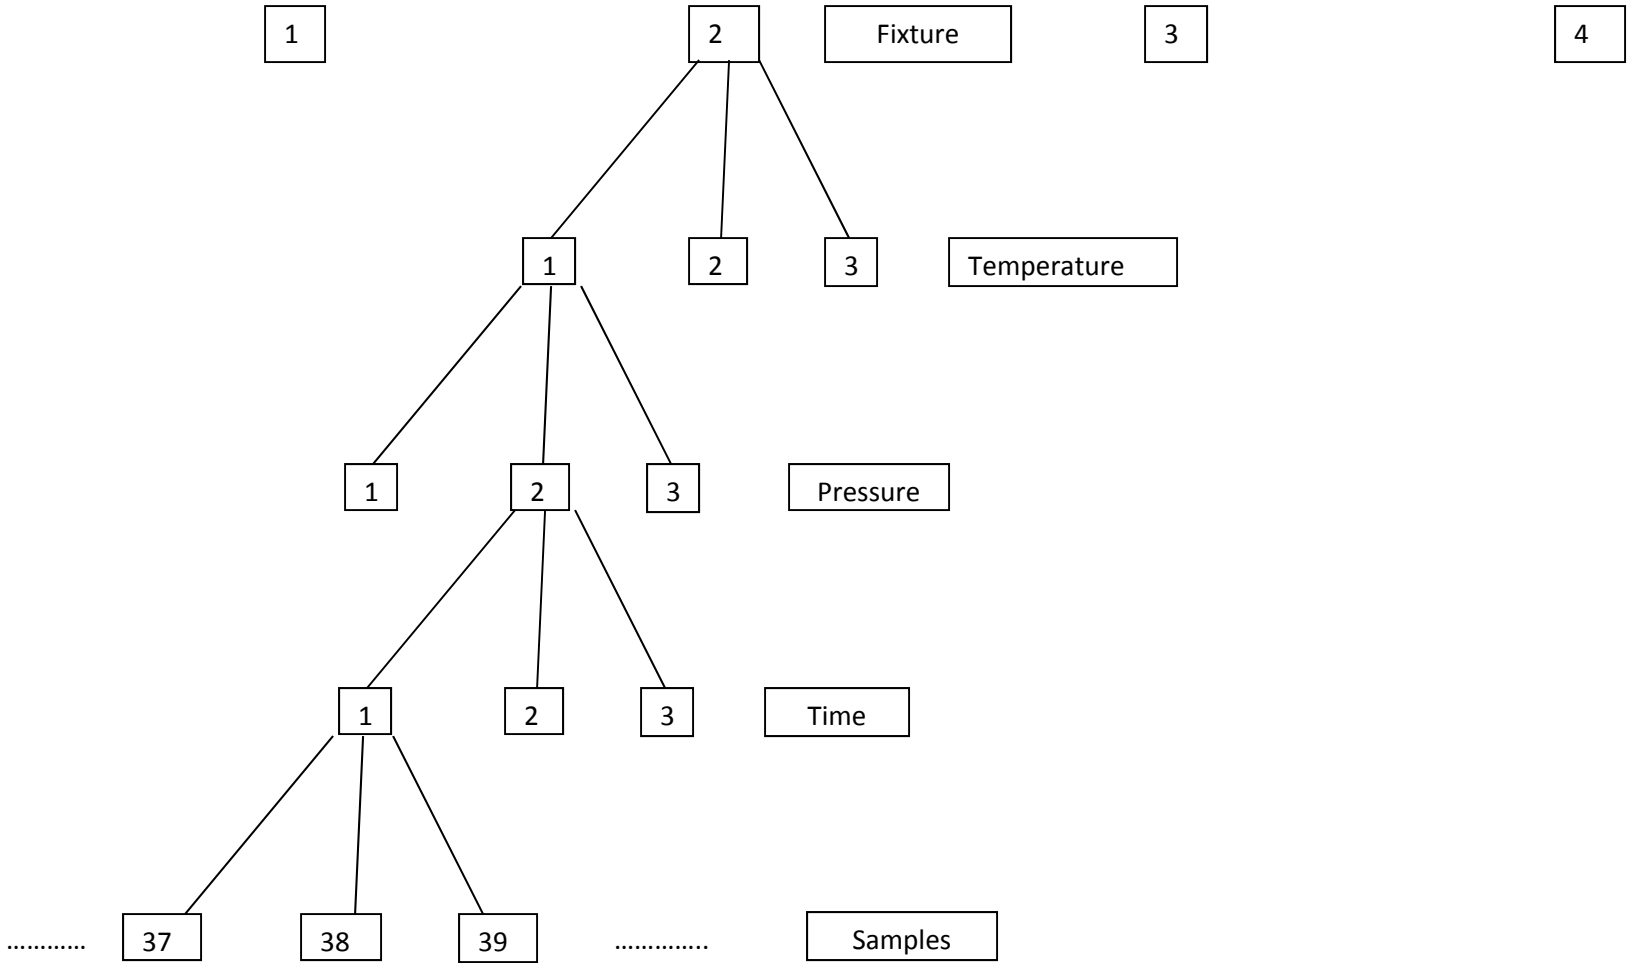 1 2 Fixture 3 4
1 2 3 Temperature
1 2 3 Pressure
1 2 3 Time
………… 37 38 39 ………….. Samples